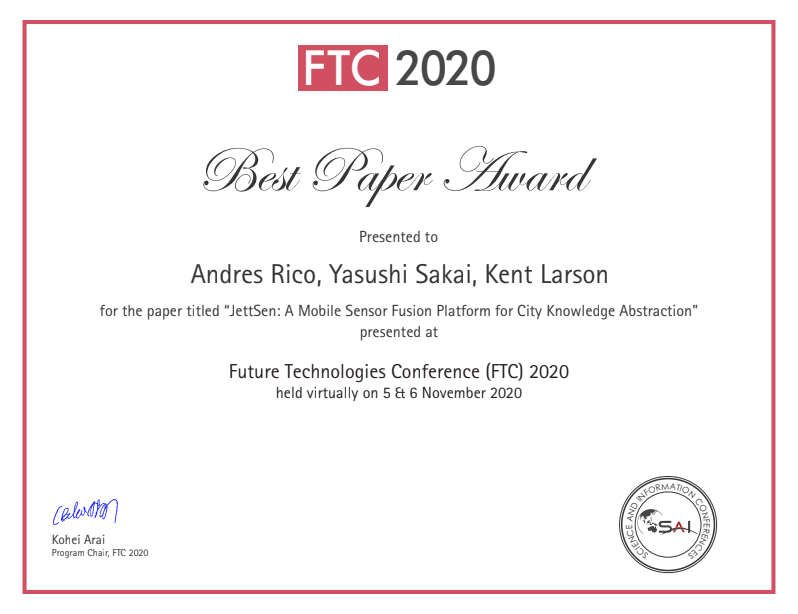 FTC 2020
Best Paper Award
Presented to
Andres Rico, Yasushi Sakai, Kent Larson
for the paper titled “JettSen: A Mobile Sensor Fusion Platform for City Knowledge Abstraction”
presented at
Future Technologies Conference (FTC) 2020
held virtually on 5 & 6 November 2020
Kohei Arai
Program Chair, FTC 2020
SCIENCE AND INFORMATION CONFERENCES
SAI